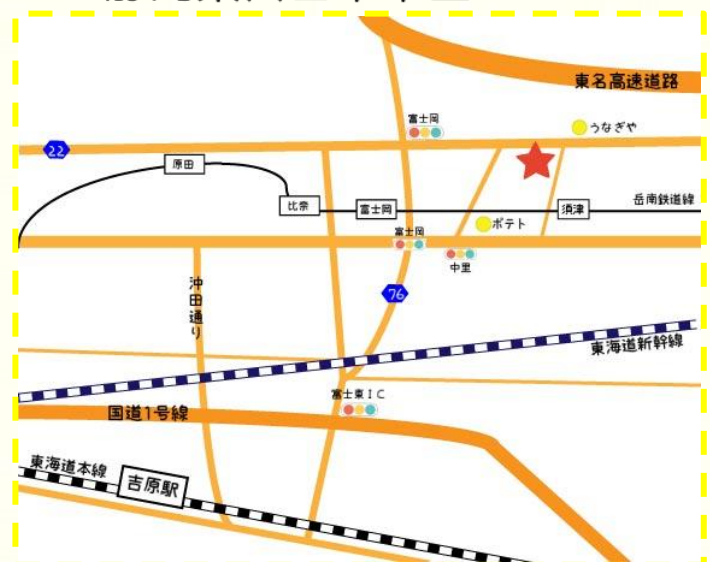 東名高速道路
富士岡
うなぎや
22
原田
岳南鉄道線
比奈
富士岡
須津
ポテト
富士岡
中里
沖田通り
76
東海道新幹線
富士東IC
国道1号線
東海道本線
吉原駅